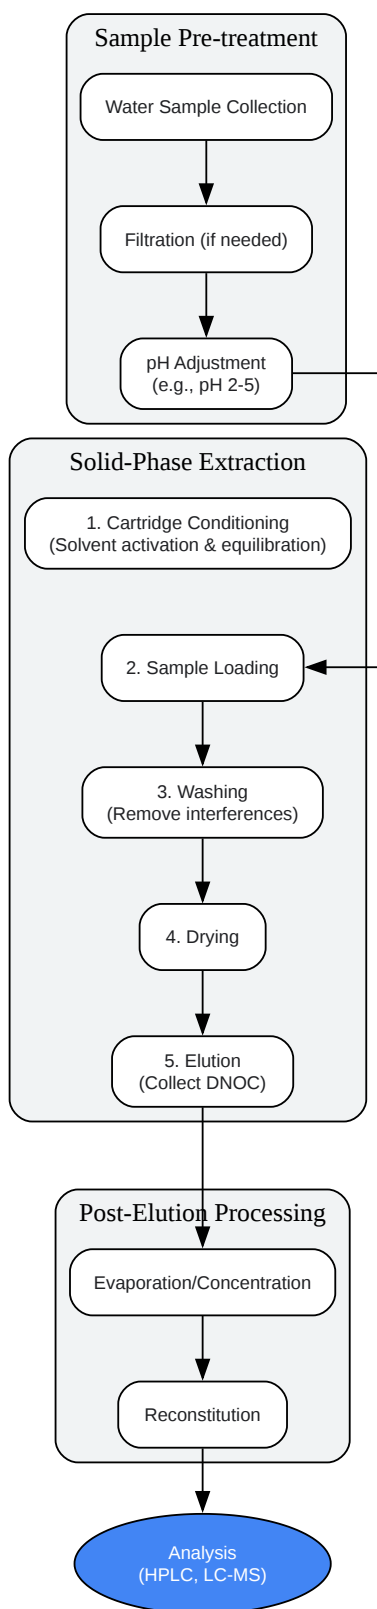 Sample Pre-treatment
Water Sample Collection
Filtration (if needed)
pH Adjustment
(e.g., pH 2-5)
Solid-Phase Extraction
1. Cartridge Conditioning
(Solvent activation & equilibration)
2. Sample Loading
3. Washing
(Remove interferences)
4. Drying
5. Elution
(Collect DNOC)
Post-Elution Processing
Evaporation/Concentration
Reconstitution
Analysis
(HPLC, LC-MS)